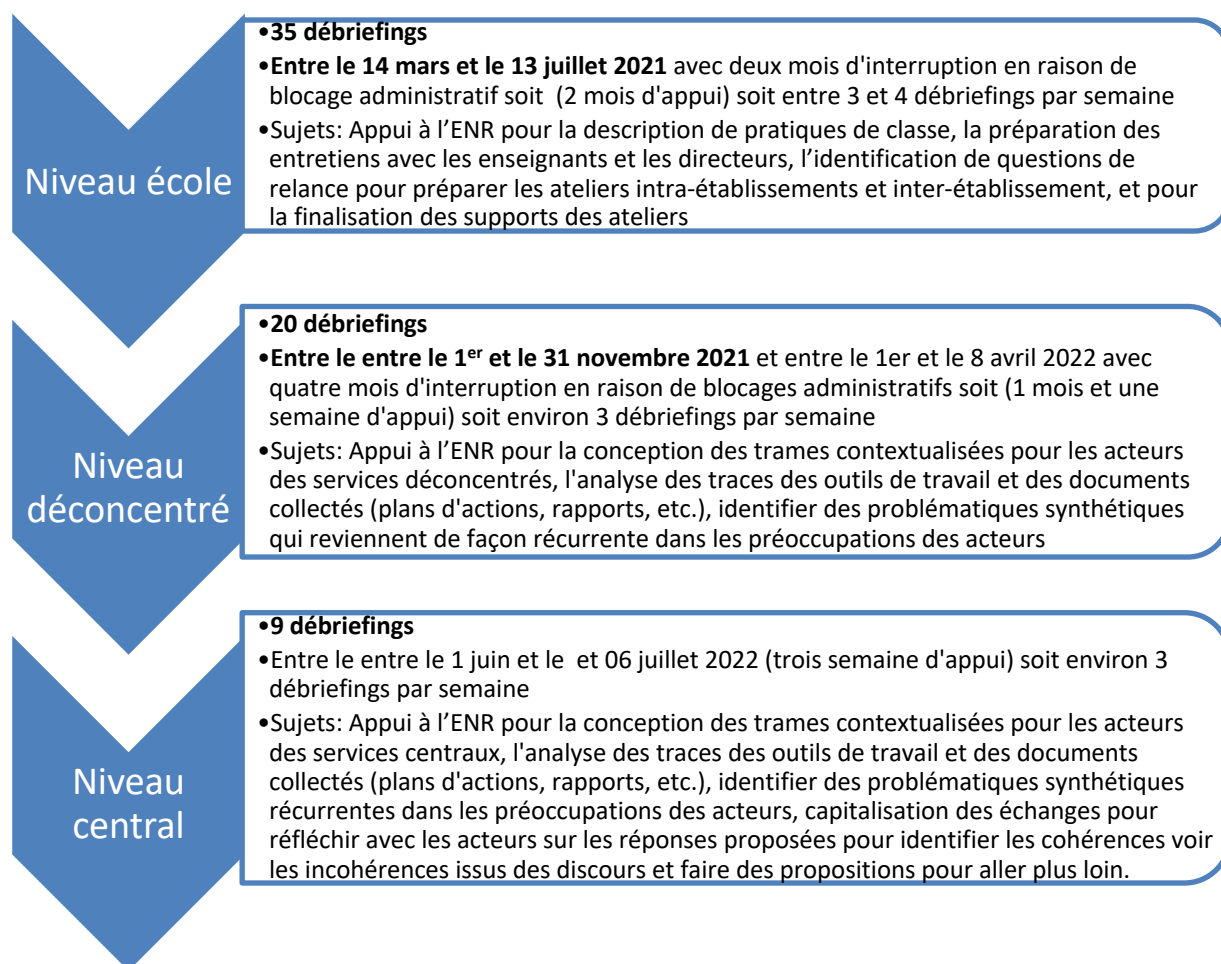 Niveau école
•35 débriefings
•Entre le 14 mars et le 13 juillet 2021 avec deux mois d'interruption en raison de
blocage administratif soit  (2 mois d'appui) soit entre 3 et 4 débriefings par semaine
•Sujets: Appui à l’ENR pour la description de pratiques de classe, la préparation des
entretiens avec les enseignants et les directeurs, l’identification de questions de
relance pour préparer les ateliers intra-établissements et inter-établissement, et pour
la finalisation des supports des ateliers
Niveau
déconcentré
•20 débriefings
•Entre le entre le 1er et le 31 novembre 2021 et entre le 1er et le 8 avril 2022 avec
quatre mois d'interruption en raison de blocages administratifs soit (1 mois et une
semaine d'appui) soit environ 3 débriefings par semaine
•Sujets: Appui à l’ENR pour la conception des trames contextualisées pour les acteurs
des services déconcentrés, l'analyse des traces des outils de travail et des documents
collectés (plans d'actions, rapports, etc.), identifier des problématiques synthétiques
qui reviennent de façon récurrente dans les préoccupations des acteurs
Niveau
central
•9 débriefings
•Entre le entre le 1 juin et le  et 06 juillet 2022 (trois semaine d'appui) soit environ 3
débriefings par semaine
•Sujets: Appui à l’ENR pour la conception des trames contextualisées pour les acteurs
des services centraux, l'analyse des traces des outils de travail et des documents
collectés (plans d'actions, rapports, etc.), identifier des problématiques synthétiques
récurrentes dans les préoccupations des acteurs, capitalisation des échanges pour
réfléchir avec les acteurs sur les réponses proposées pour identifier les cohérences voir
les incohérences issus des discours et faire des propositions pour aller plus loin.